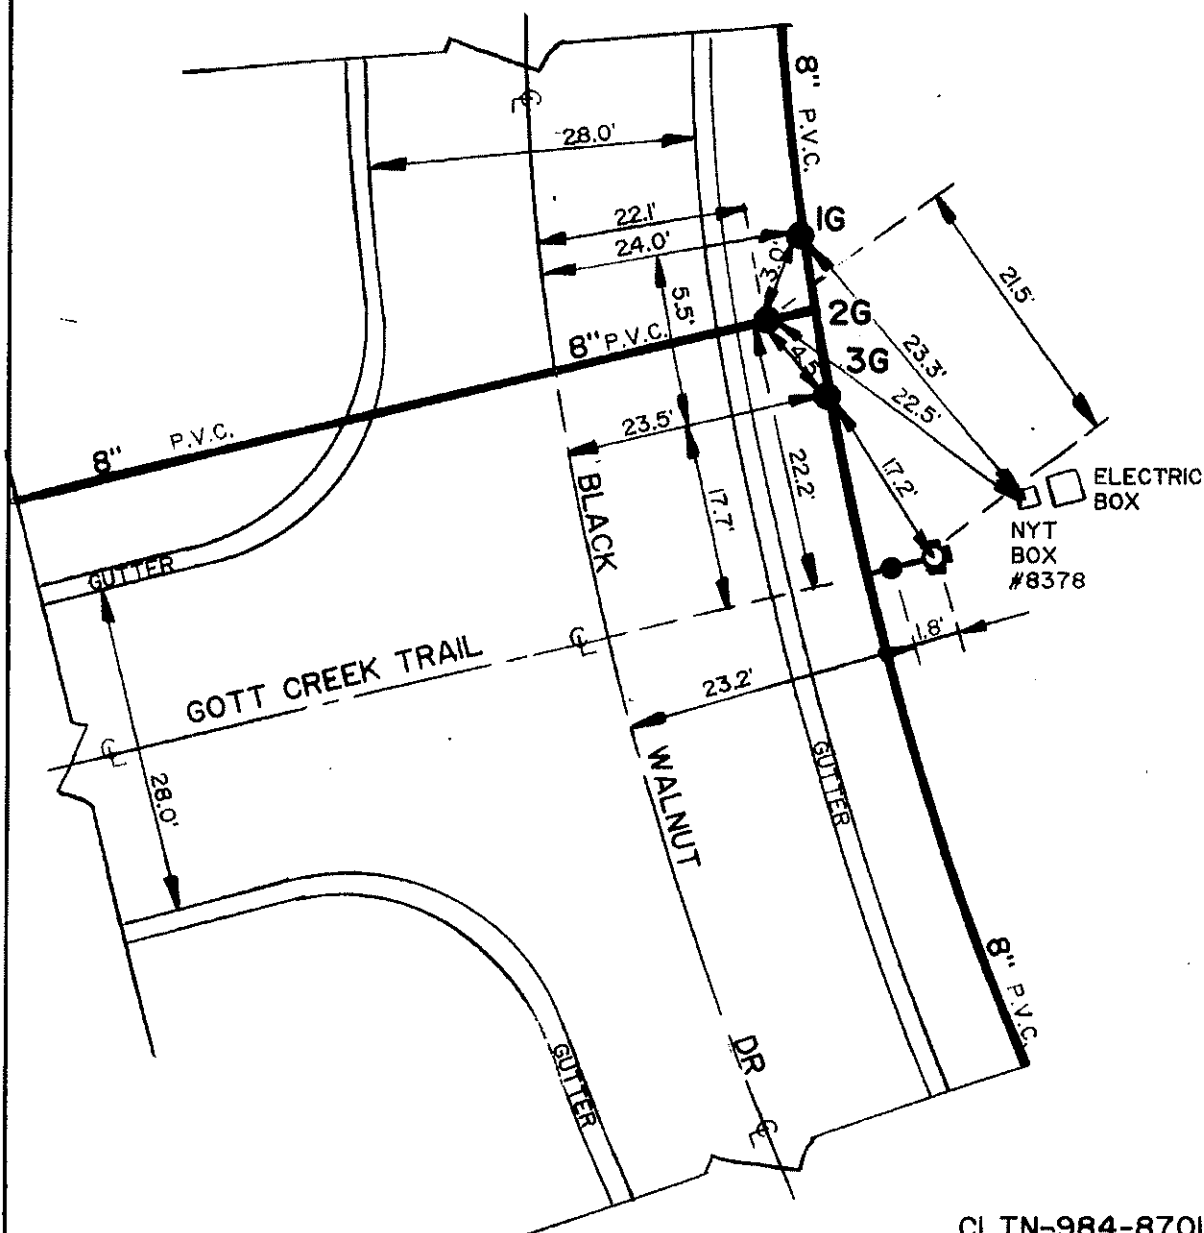 8" P.V.C.
℄
28.0'
22.1'
24.0'
1G
3.0'
5.5'
21.5'
2G
8" P.V.C.
3G
4.5'
23.3'
22.5'
8" P.V.C.
23.5'
BLACK
22.2'
17.7'
17.2'
ELECTRIC
BOX
NYT
BOX
#8378
GUTTER
℄
1.8'
GOTT CREEK TRAIL
23.2'
℄
28.0'
WALNUT
GUTTER
8" P.V.C.
DR
GUTTER
℄